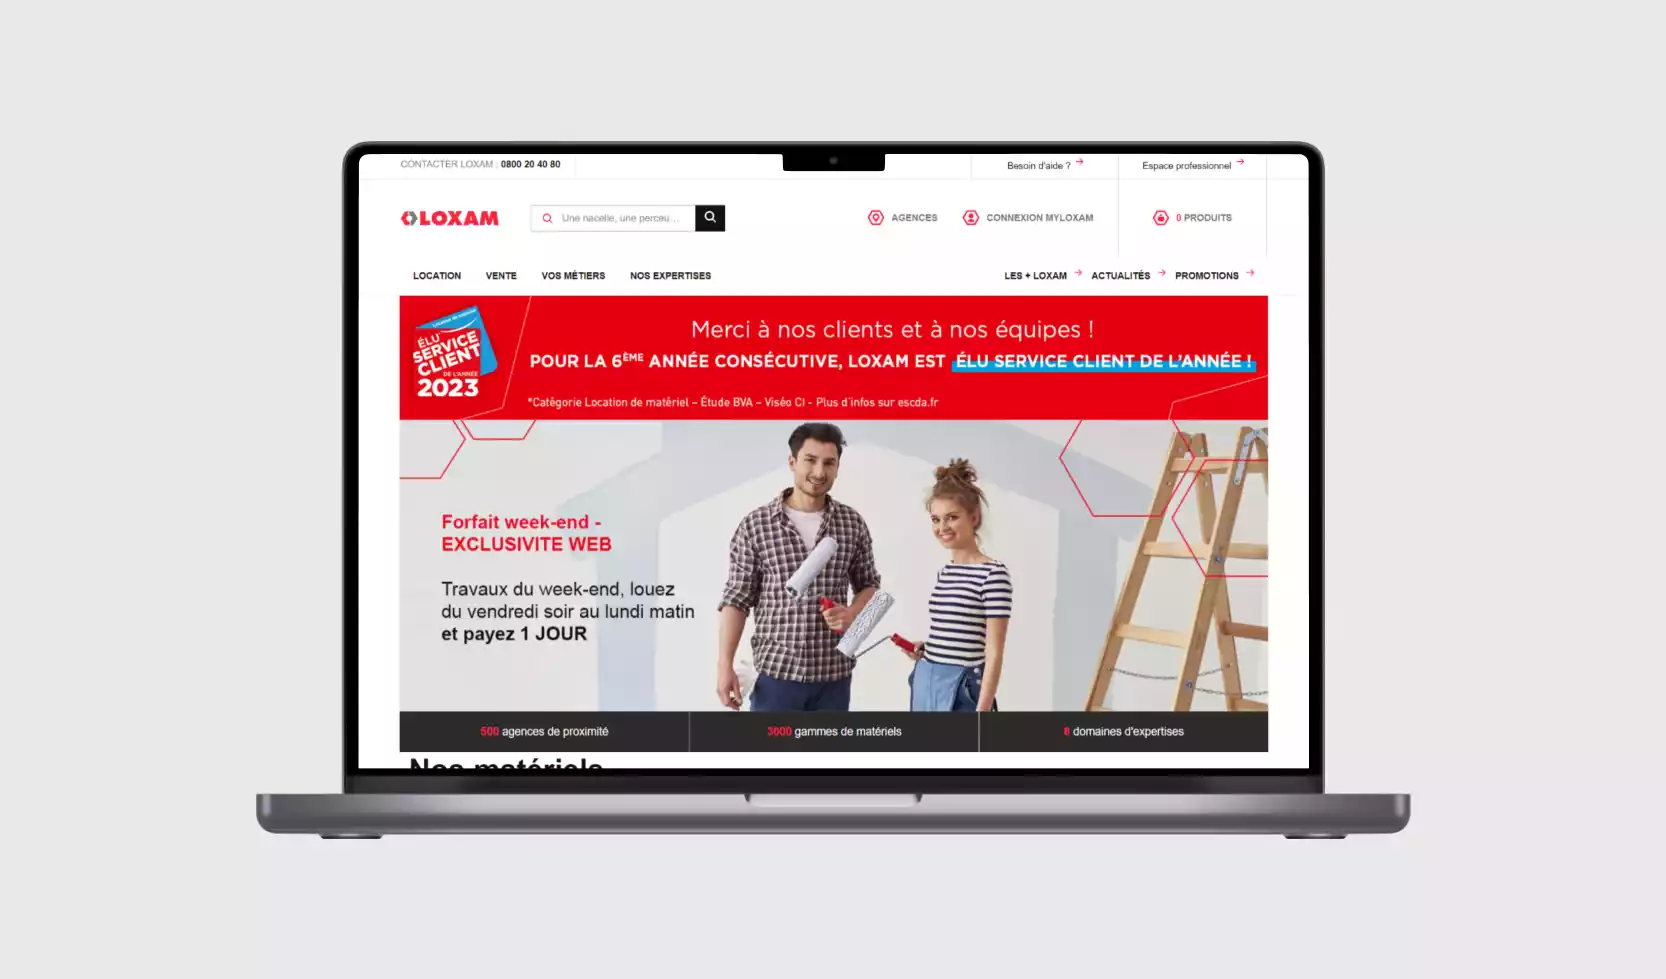 CONTACTER LOXAM : 0800 20 40 80
Besoin d'aide ?
Espace professionnel
LOXAM
Une nacelle, une perceu...
AGENCES
CONNEXION MYLOXAM
0 PRODUITS
LOCATION
VENTE
VOS MÉTIERS
NOS EXPERTISES
LES + LOXAM
ACTUALITÉS
PROMOTIONS
ÉLU
SERVICE
CLIENT
DE L'ANNÉE
2023
Merci à nos clients et à nos équipes !
POUR LA 6ÈME ANNÉE CONSÉCUTIVE, LOXAM EST ÉLU SERVICE CLIENT DE L'ANNÉE !
*Catégorie Location de matériel – Étude BVA – Viséo CI - Plus d'infos sur escda.fr
Forfait week-end -
EXCLUSIVITE WEB
Travaux du week-end, louez
du vendredi soir au lundi matin
et payez 1 JOUR
500 agences de proximité
3000 gammes de matériels
8 domaines d'expertises
Nos matériels